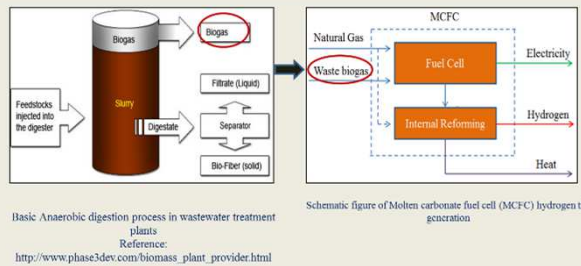 Biogas
Biogas
Feedstocks
injected into
the digester
Slurry
Digestate
Filtrate (Liquid)
Separator
Bio-Fiber (solid)
Basic Anaerobic digestion process in wastewater treatment
plants
Reference:
http://www.phase3dev.com/biomass_plant_provider.html
MCFC
Natural Gas
Waste biogas
Fuel Cell
Internal Reforming
Electricity
Hydrogen
Heat
Schematic figure of Molten carbonate fuel cell (MCFC) hydrogen t
generation